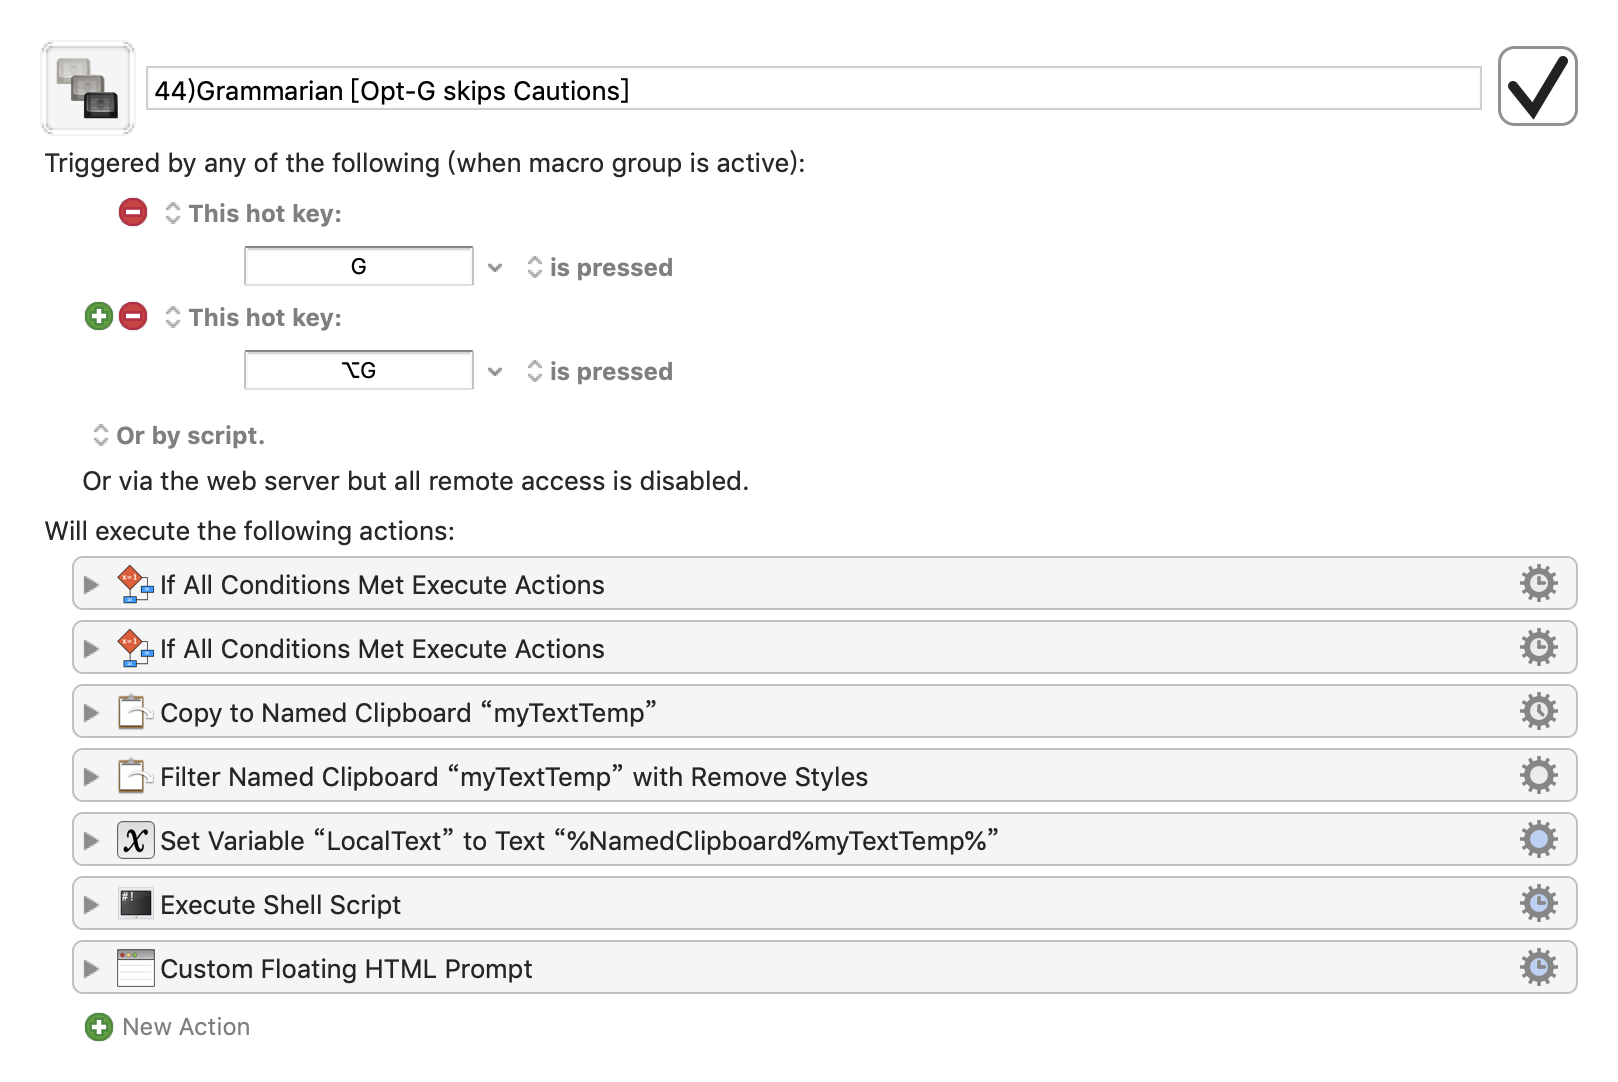 44)Grammarian [Opt-G skips Cautions]
Triggered by any of the following (when macro group is active):
This hot key:
G
is pressed
This hot key:
⌥G
is pressed
Or by script.
Or via the web server but all remote access is disabled.
Will execute the following actions:
If All Conditions Met Execute Actions
If All Conditions Met Execute Actions
Copy to Named Clipboard “myTextTemp”
Filter Named Clipboard “myTextTemp” with Remove Styles
Set Variable “LocalText” to Text “%NamedClipboard%myTextTemp%”
Execute Shell Script
Custom Floating HTML Prompt
New Action